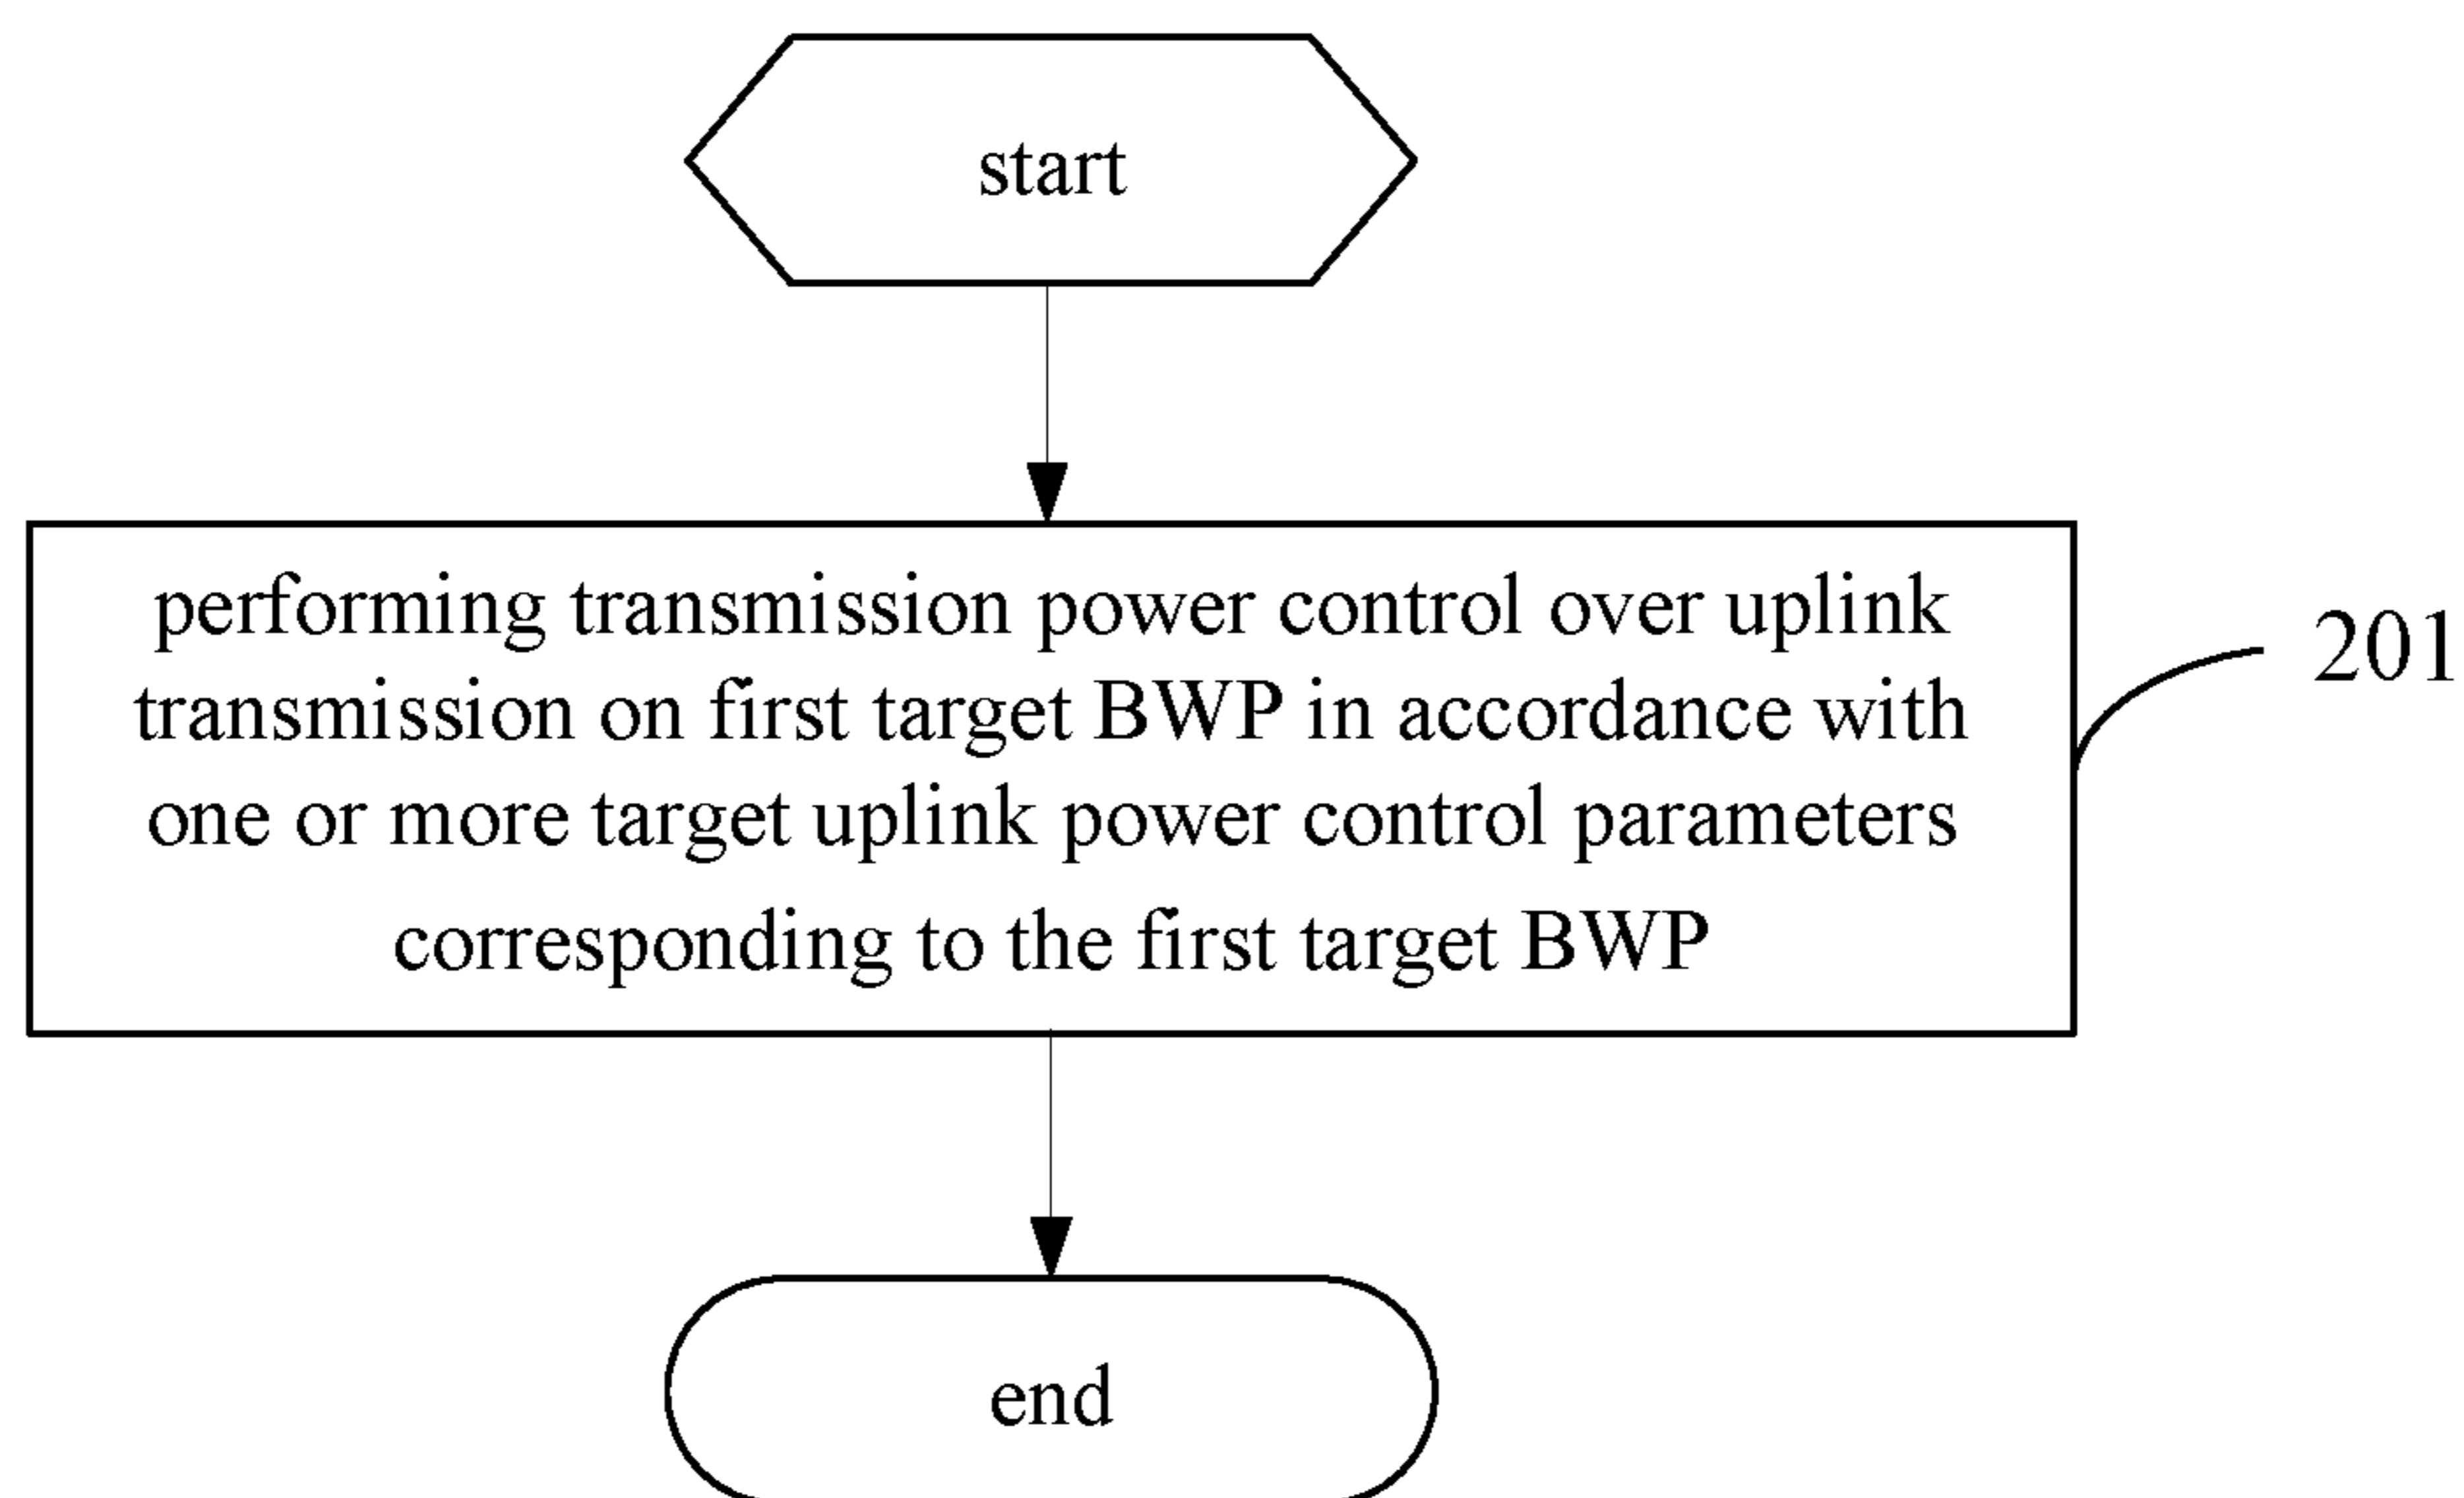 start
performing transmission power control over uplink
transmission on first target BWP in accordance with
one or more target uplink power control parameters
corresponding to the first target BWP
201
end